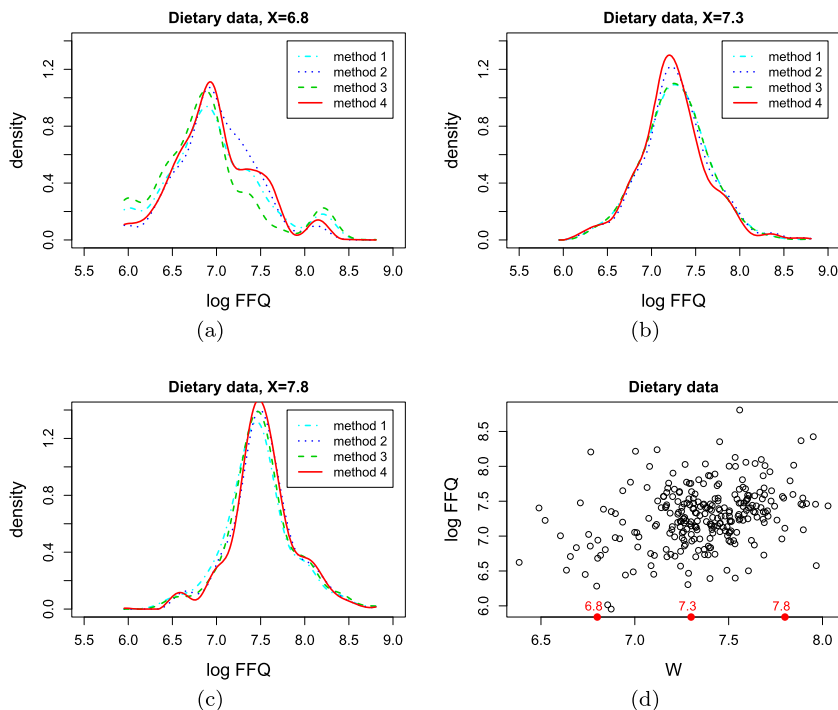 Dietary data, X=6.8
density
0.0 0.4 0.8 1.2
method 1
method 2
method 3
method 4
5.5 6.0 6.5 7.0 7.5 8.0 8.5 9.0
log FFQ
(a)
Dietary data, X=7.3
density
0.0 0.4 0.8 1.2
method 1
method 2
method 3
method 4
5.5 6.0 6.5 7.0 7.5 8.0 8.5 9.0
log FFQ
(b)
Dietary data, X=7.8
density
0.0 0.4 0.8 1.2
method 1
method 2
method 3
method 4
5.5 6.0 6.5 7.0 7.5 8.0 8.5 9.0
log FFQ
(c)
Dietary data
log FFQ
6.0 6.5 7.0 7.5 8.0 8.5
6.8 7.3 7.8
6.5 7.0 7.5 8.0
W
(d)